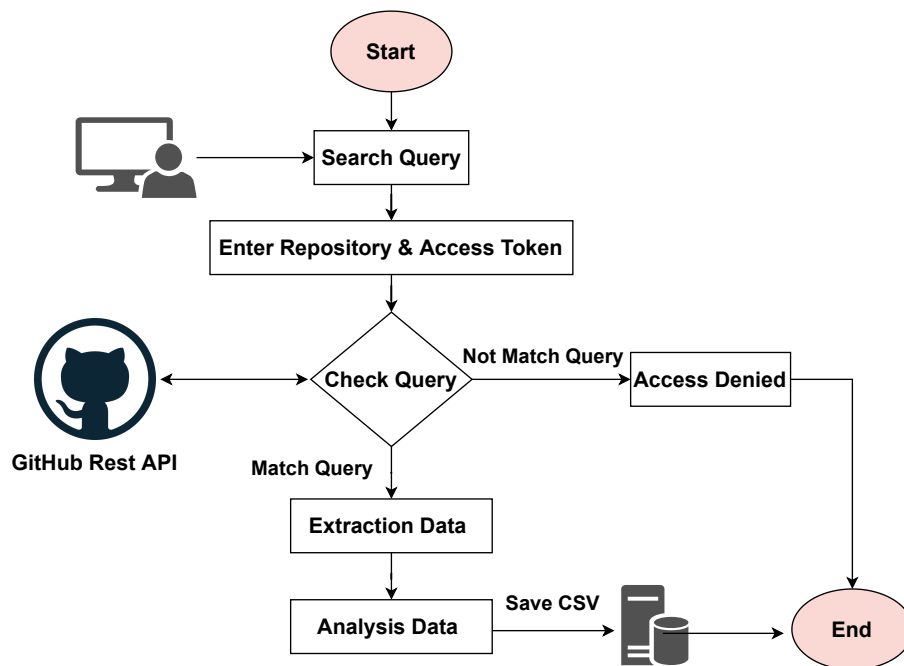 Start
Search Query
Enter Repository & Access Token
Not Match Query
Check Query
Access Denied
GitHub Rest API
Match Query
Extraction Data
Save CSV
Analysis Data
End